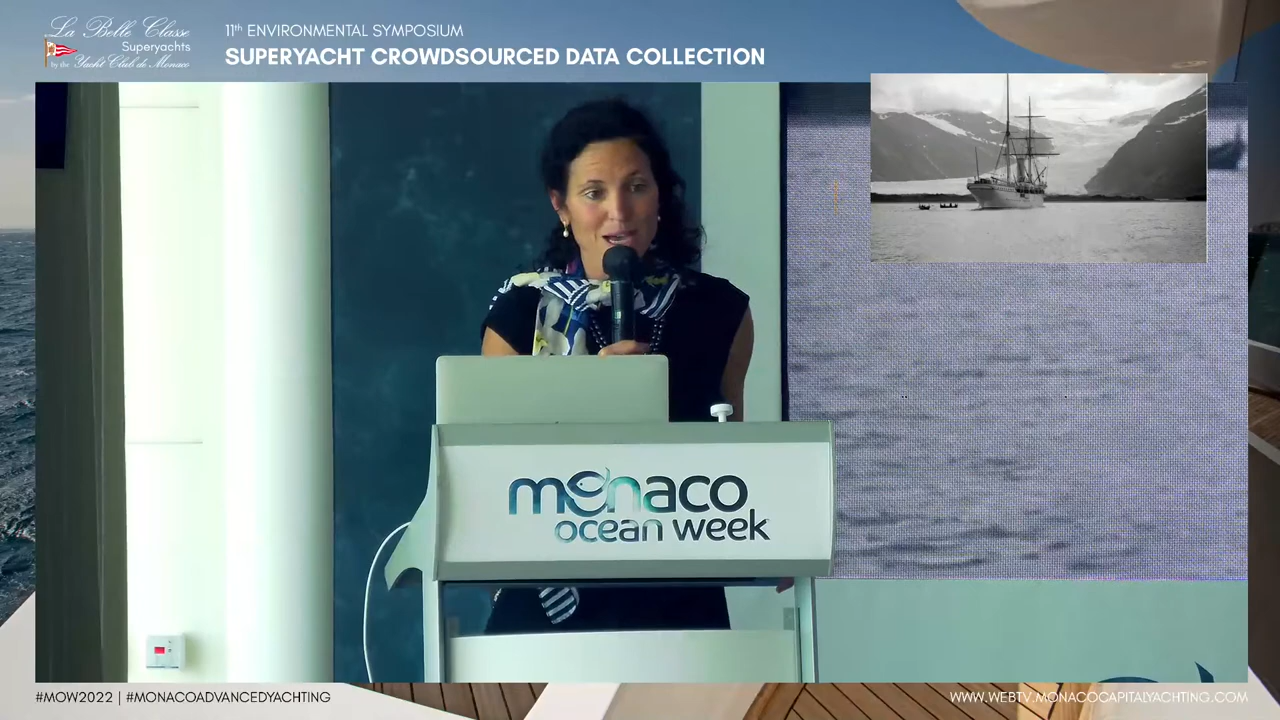 La Belle Classe
Superyachts
by the Yacht Club de Monaco
11th ENVIRONMENTAL SYMPOSIUM
SUPERYACHT CROWDSOURCED DATA COLLECTION
monaco
ocean week
#MOW2022 | #MONACOADVANCEDYACHTING
WWW.WEBTV.MONACOCAPITALYACHTING.COM